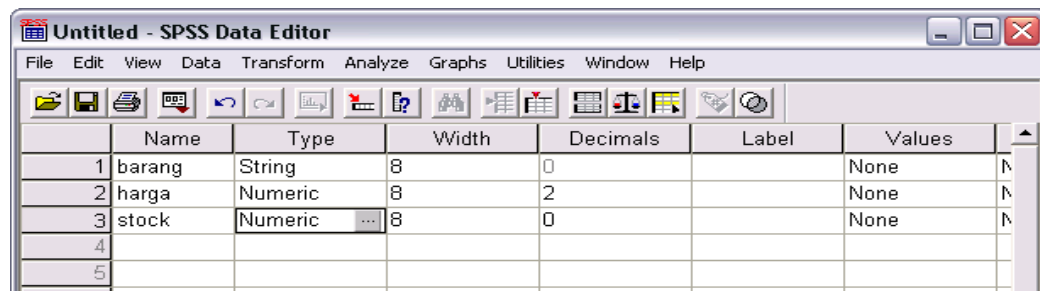 Untitled - SPSS Data Editor
File Edit View Data Transform Analyze Graphs Utilities Window Help
Name Type Width Decimals Label Values
1 barang String 8 0 None
2 harga Numeric 8 2 None
3 stock Numeric ... 8 0 None
4
5